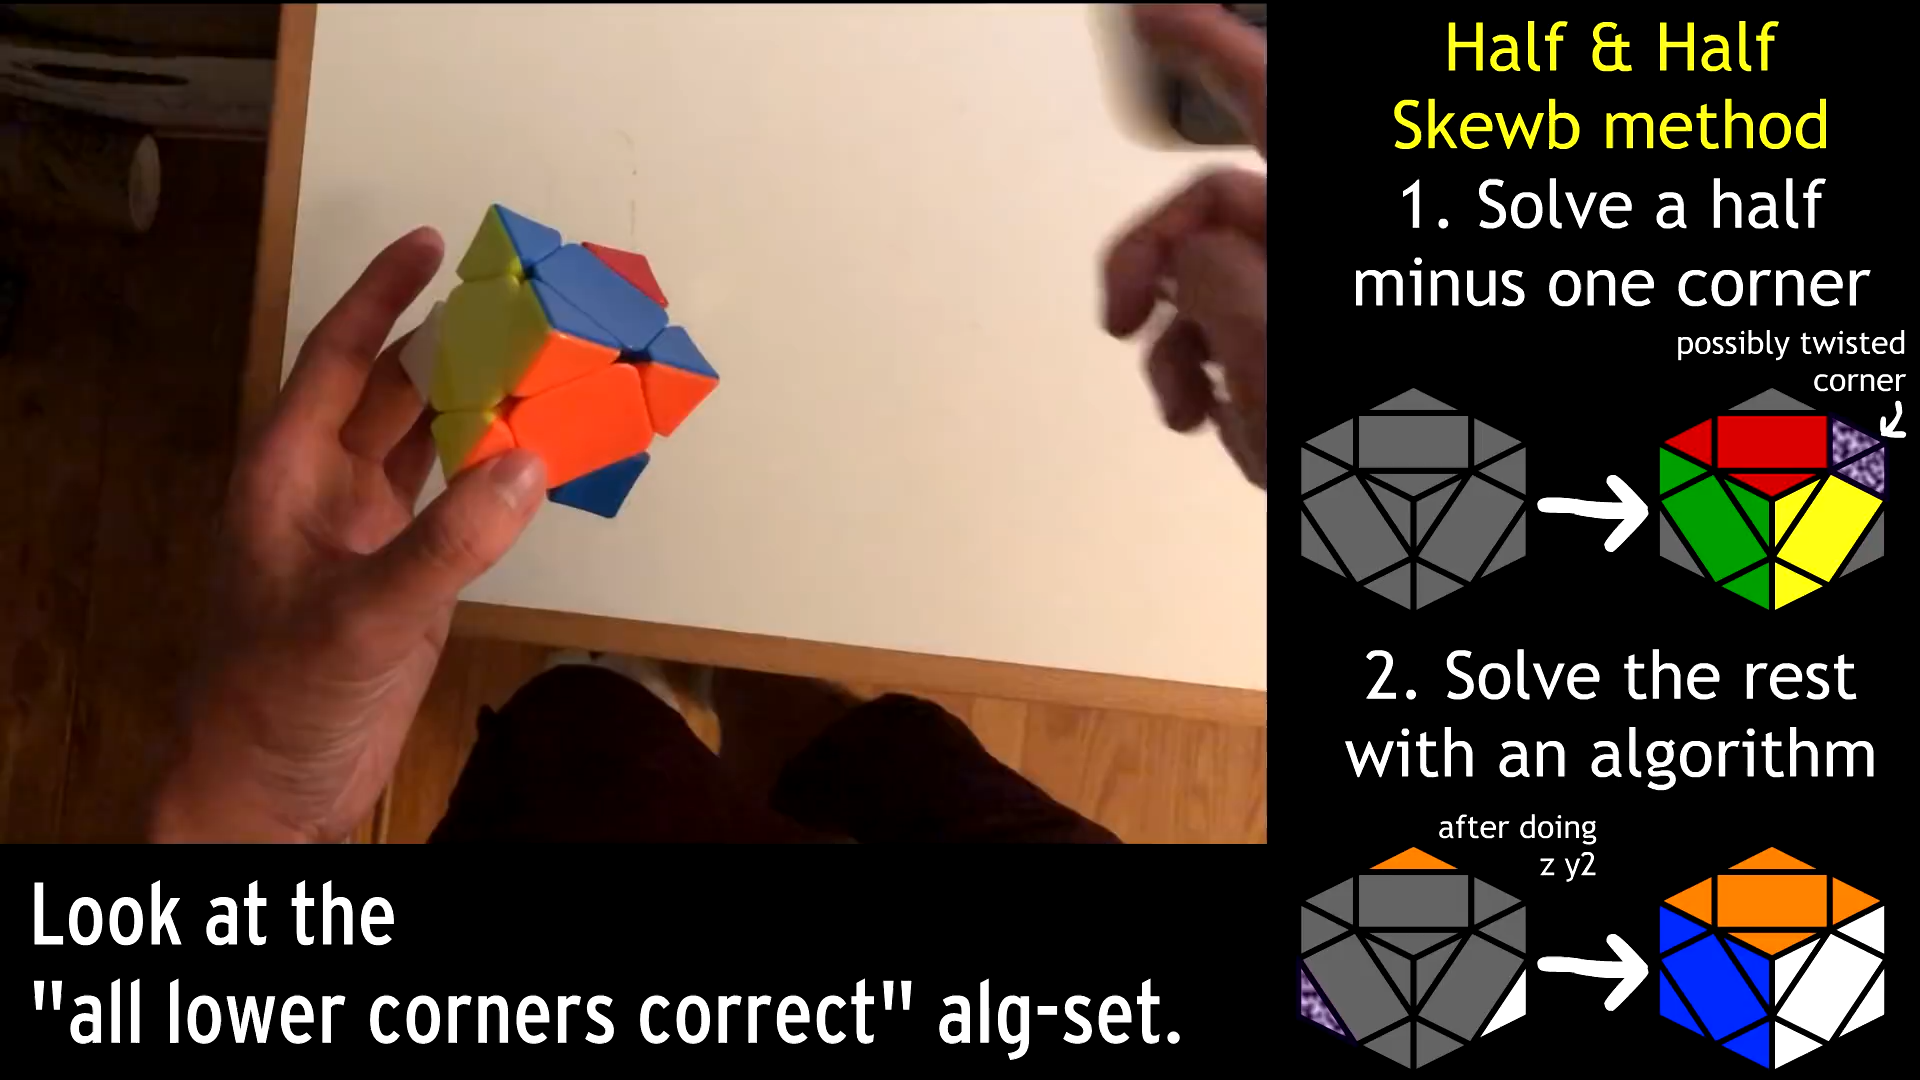 Half & Half
Skewb method
1. Solve a half
minus one corner
possibly twisted
corner
2. Solve the rest
with an algorithm
after doing
z y2
Look at the
"all lower corners correct" alg-set.